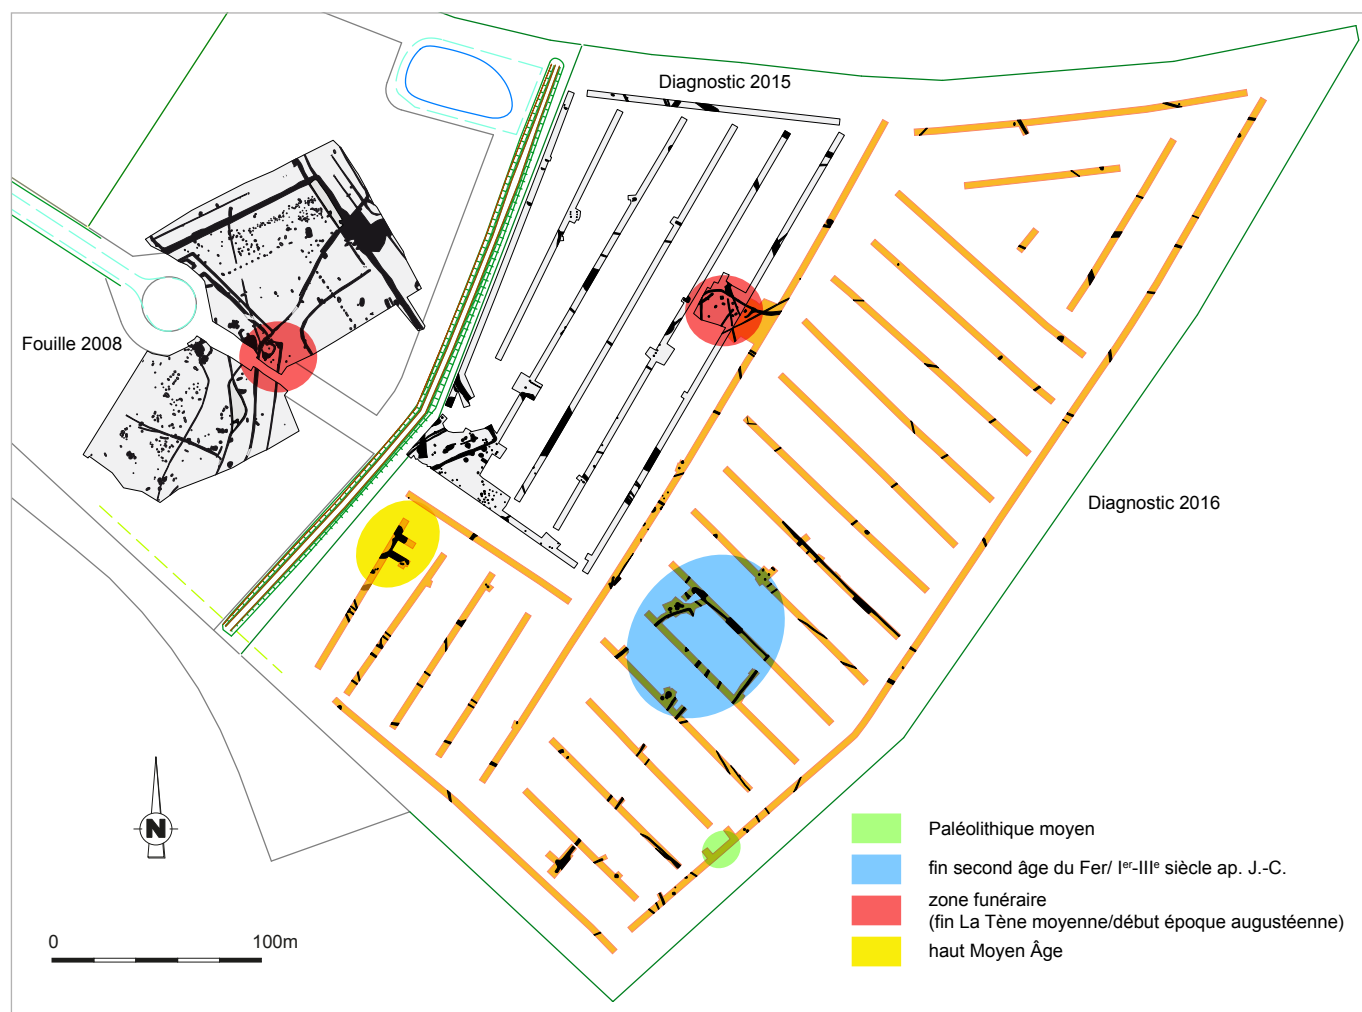 Diagnostic 2015
Fouille 2008
Diagnostic 2016
N
0 100m
Paléolithique moyen
fin second âge du Fer/ Iᵉʳ-IIIᵉ siècle ap. J.-C.
zone funéraire
(fin La Tène moyenne/début époque augustéenne)
haut Moyen Âge